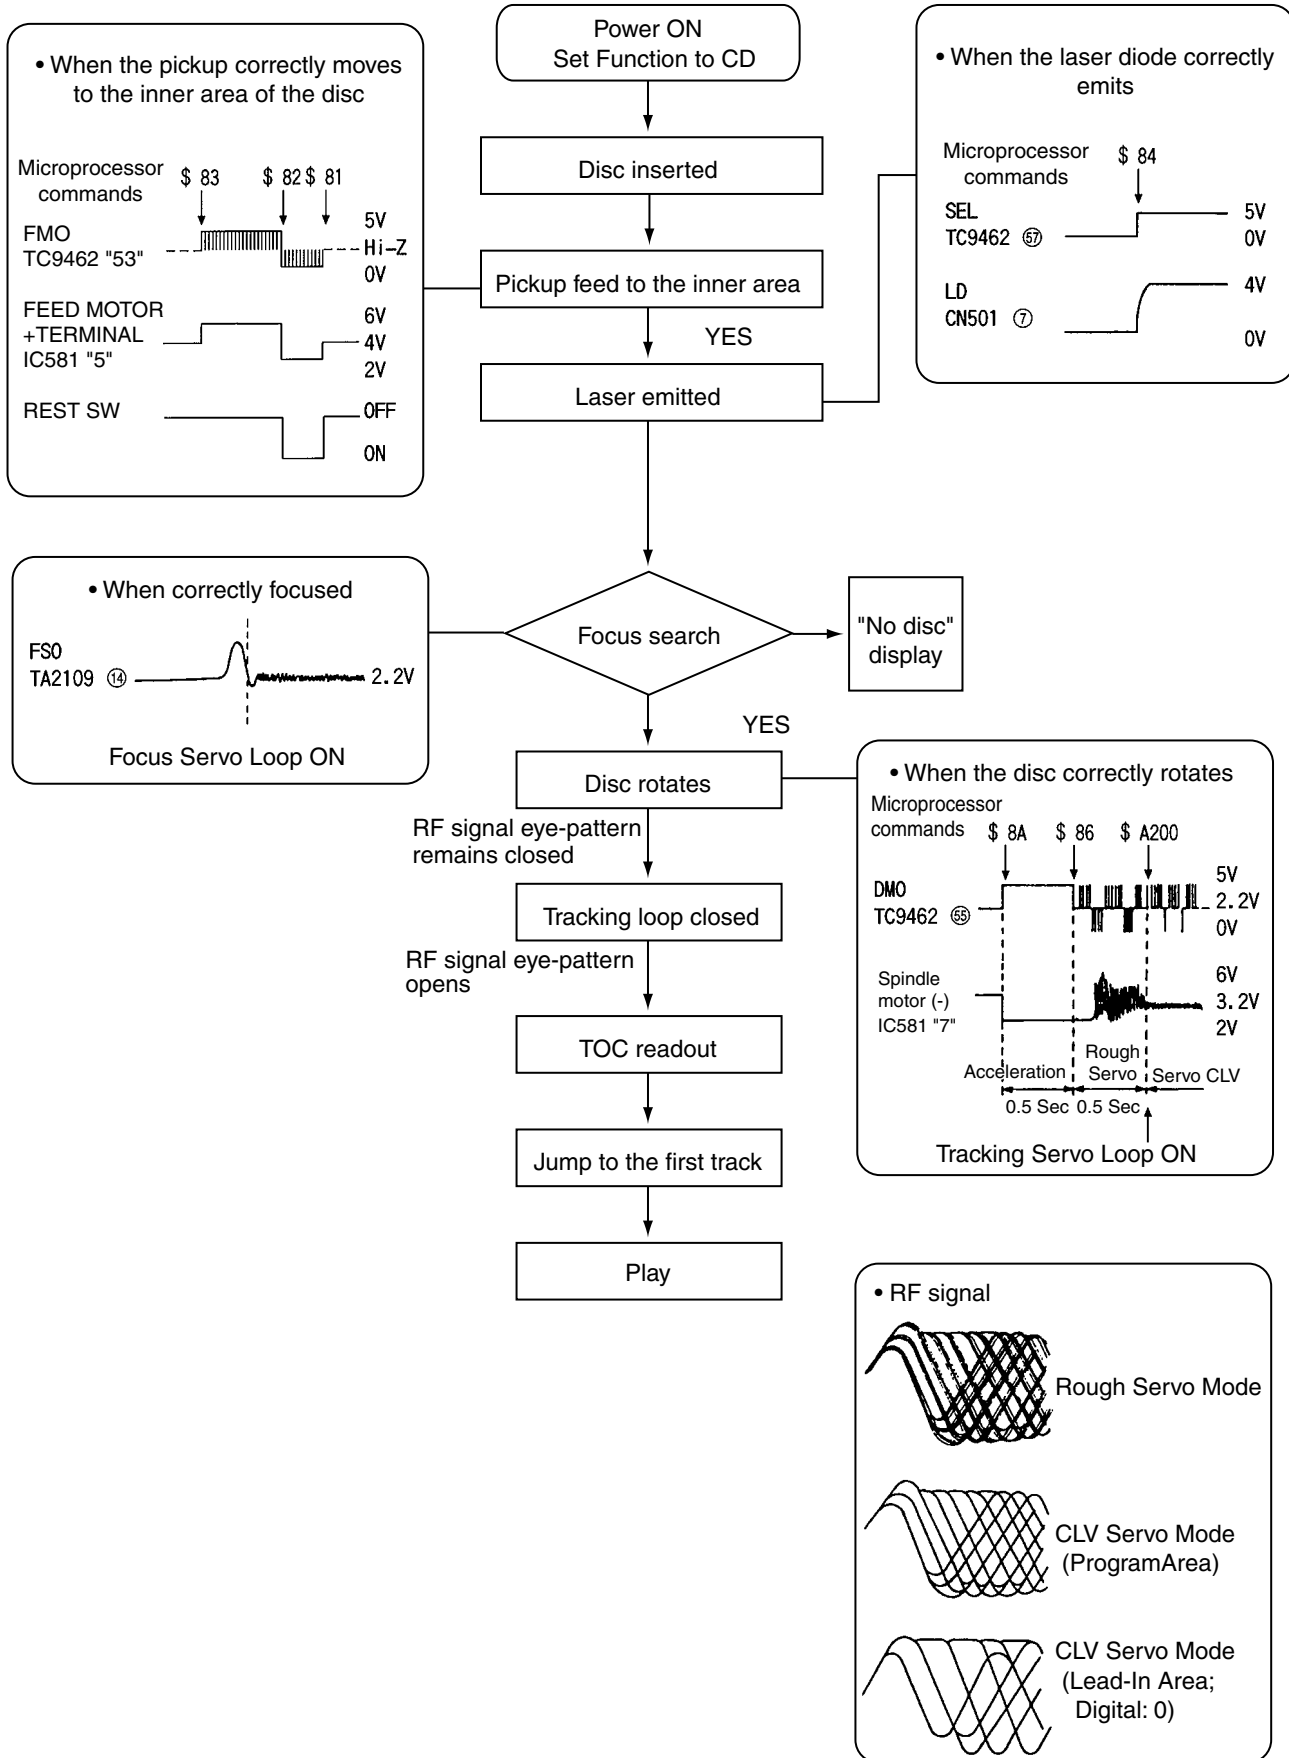 Power ON
Set Function to CD
Disc inserted
Pickup feed to the inner area
YES
Laser emitted
Focus search
"No disc"
display
YES
Disc rotates
RF signal eye-pattern
remains closed
Tracking loop closed
RF signal eye-pattern
opens
TOC readout
Jump to the first track
Play
• When the pickup correctly moves
to the inner area of the disc
Microprocessor
commands
$ 83 $ 82 $ 81
FMO
TC9462 "53"
5V
Hi-Z
0V
FEED MOTOR
+TERMINAL
IC581 "5"
6V
4V
2V
REST SW
OFF
ON
• When the laser diode correctly
emits
Microprocessor
commands
$ 84
SEL
TC9462 57
5V
0V
LD
CN501 7
4V
0V
• When correctly focused
FSO
TA2109 14
2.2V
Focus Servo Loop ON
• When the disc correctly rotates
Microprocessor
commands
$ 8A $ 86 $ A200
DMO
TC9462 55
5V
2.2V
0V
Spindle
motor (-)
IC581 "7"
6V
3.2V
2V
Acceleration
Rough
Servo
Servo CLV
0.5 Sec 0.5 Sec
Tracking Servo Loop ON
• RF signal
Rough Servo Mode
CLV Servo Mode
(ProgramArea)
CLV Servo Mode
(Lead-In Area;
Digital: 0)